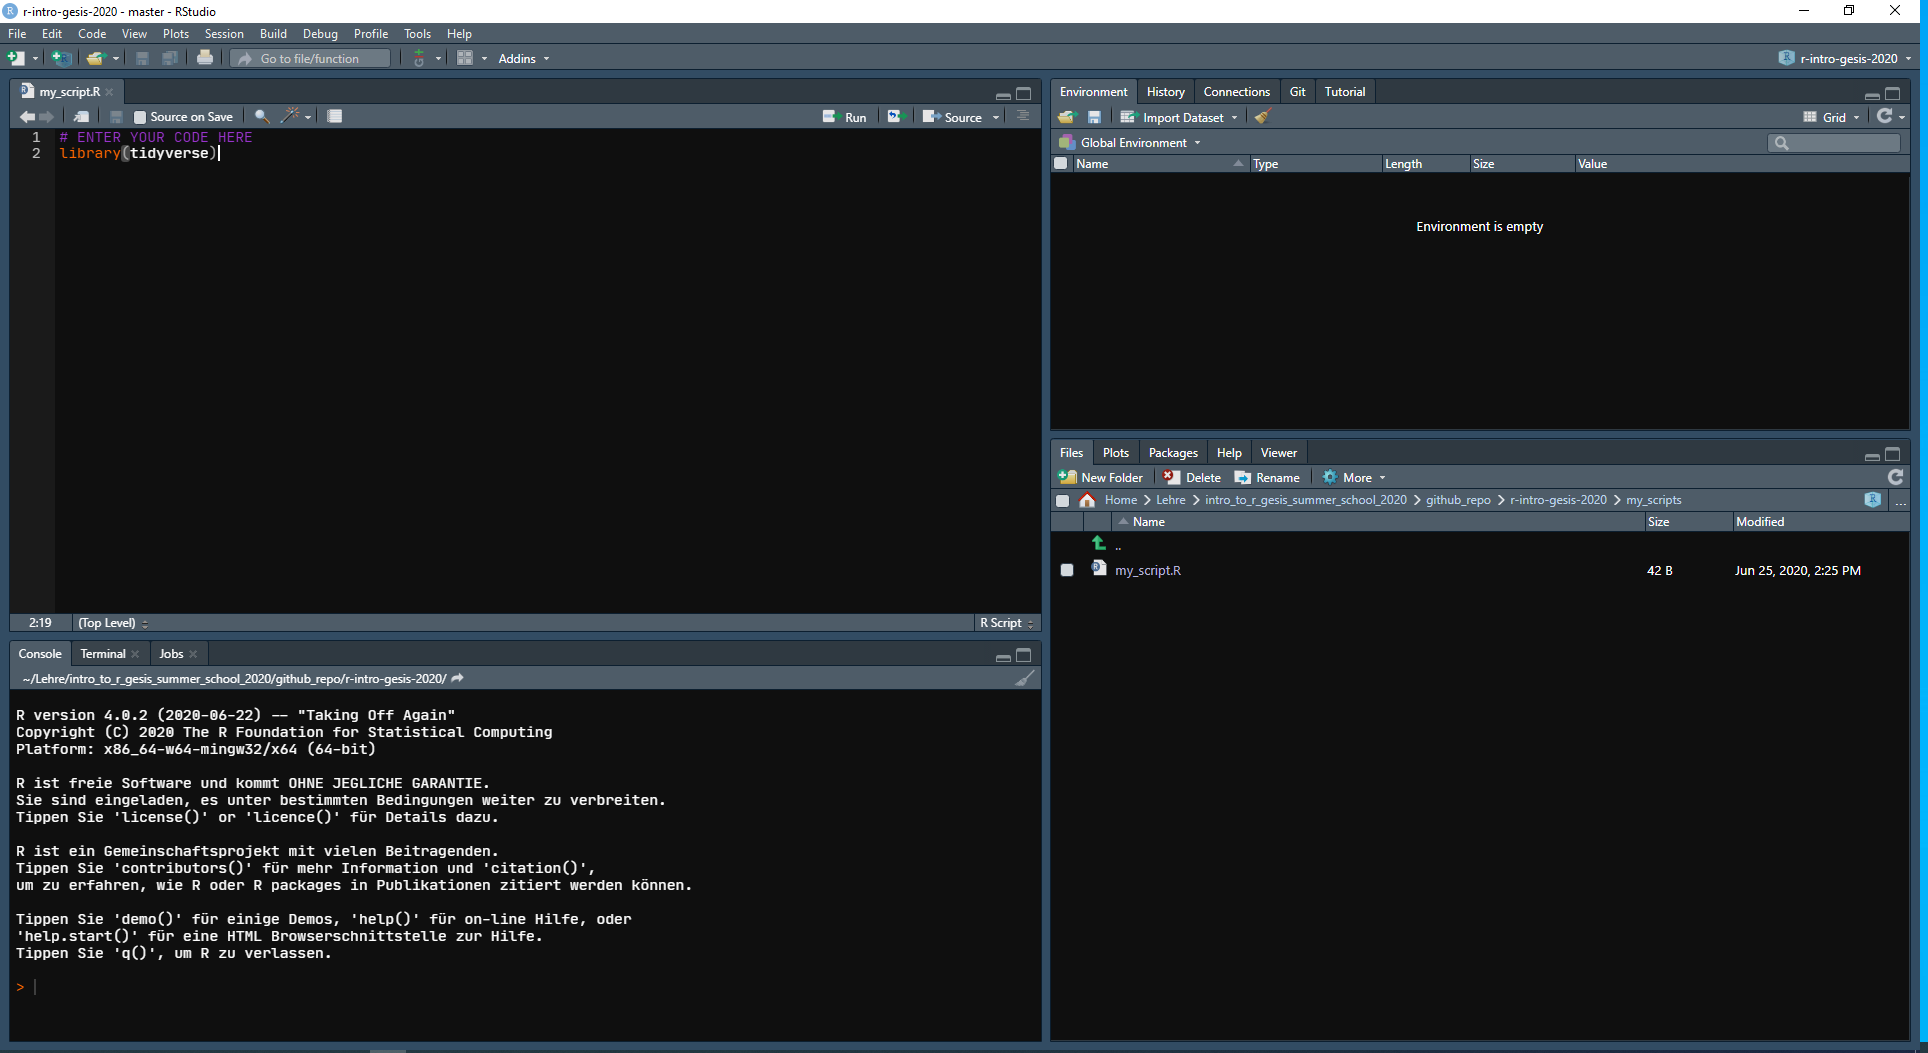 r-intro-gesis-2020 - master - RStudio
File Edit Code View Plots Session Build Debug Profile Tools Help
Go to file/function Addins r-intro-gesis-2020
my_script.R
Source on Save Run Source
1 # ENTER YOUR CODE HERE
2 library(tidyverse)
2:19 (Top Level) R Script
Console Terminal Jobs
~/Lehre/intro_to_r_gesis_summer_school_2020/github_repo/r-intro-gesis-2020/
R version 4.0.2 (2020-06-22) -- "Taking Off Again"
Copyright (C) 2020 The R Foundation for Statistical Computing
Platform: x86_64-w64-mingw32/x64 (64-bit)
R ist freie Software und kommt OHNE JEGLICHE GARANTIE.
Sie sind eingeladen, es unter bestimmten Bedingungen weiter zu verbreiten.
Tippen Sie 'license()' or 'licence()' für Details dazu.
R ist ein Gemeinschaftsprojekt mit vielen Beitragenden.
Tippen Sie 'contributors()' für mehr Information und 'citation()',
um zu erfahren, wie R oder R packages in Publikationen zitiert werden können.
Tippen Sie 'demo()' für einige Demos, 'help()' für on-line Hilfe, oder
'help.start()' für eine HTML Browserschnittstelle zur Hilfe.
Tippen Sie 'q()', um R zu verlassen.
>
Environment History Connections Git Tutorial
Import Dataset Grid
Global Environment
Name Type Length Size Value
Environment is empty
Files Plots Packages Help Viewer
New Folder Delete Rename More
Home > Lehre > intro_to_r_gesis_summer_school_2020 > github_repo > r-intro-gesis-2020 > my_scripts ...
Name Size Modified
..
my_script.R 42 B Jun 25, 2020, 2:25 PM